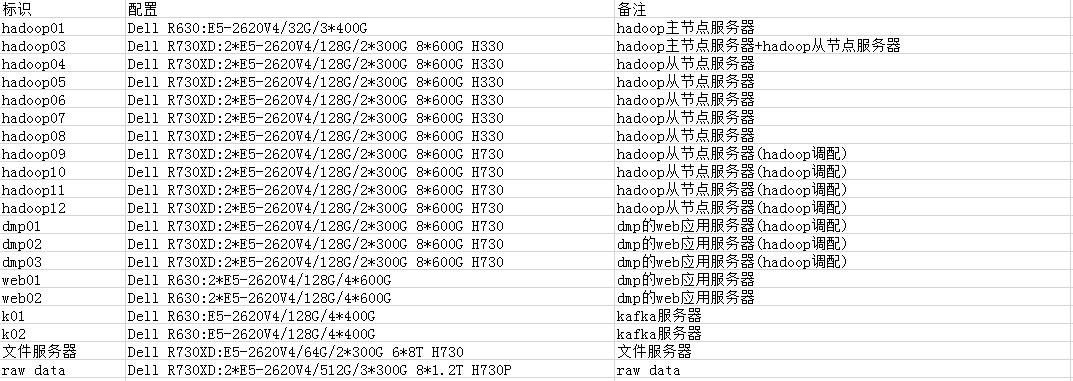 标识 配置 备注
hadoop01 Dell R630:E5-2620V4/32G/3*400G hadoop主节点服务器
hadoop03 Dell R730XD:2*E5-2620V4/128G/2*300G 8*600G H330 hadoop主节点服务器+hadoop从节点服务器
hadoop04 Dell R730XD:2*E5-2620V4/128G/2*300G 8*600G H330 hadoop从节点服务器
hadoop05 Dell R730XD:2*E5-2620V4/128G/2*300G 8*600G H330 hadoop从节点服务器
hadoop06 Dell R730XD:2*E5-2620V4/128G/2*300G 8*600G H330 hadoop从节点服务器
hadoop07 Dell R730XD:2*E5-2620V4/128G/2*300G 8*600G H330 hadoop从节点服务器
hadoop08 Dell R730XD:2*E5-2620V4/128G/2*300G 8*600G H330 hadoop从节点服务器
hadoop09 Dell R730XD:2*E5-2620V4/128G/2*300G 8*600G H730 hadoop从节点服务器(hadoop调配)
hadoop10 Dell R730XD:2*E5-2620V4/128G/2*300G 8*600G H730 hadoop从节点服务器(hadoop调配)
hadoop11 Dell R730XD:2*E5-2620V4/128G/2*300G 8*600G H730 hadoop从节点服务器(hadoop调配)
hadoop12 Dell R730XD:2*E5-2620V4/128G/2*300G 8*600G H730 hadoop从节点服务器(hadoop调配)
dmp01 Dell R730XD:2*E5-2620V4/128G/2*300G 8*600G H730 dmp的web应用服务器(hadoop调配)
dmp02 Dell R730XD:2*E5-2620V4/128G/2*300G 8*600G H730 dmp的web应用服务器(hadoop调配)
dmp03 Dell R730XD:2*E5-2620V4/128G/2*300G 8*600G H730 dmp的web应用服务器(hadoop调配)
web01 Dell R630:2*E5-2620V4/128G/4*600G dmp的web应用服务器
web02 Dell R630:2*E5-2620V4/128G/4*600G dmp的web应用服务器
k01 Dell R630:E5-2620V4/128G/4*400G kafka服务器
k02 Dell R630:E5-2620V4/128G/4*400G kafka服务器
文件服务器 Dell R730XD:E5-2620V4/64G/2*300G 6*8T H730 文件服务器
raw data Dell R730XD:2*E5-2620V4/512G/3*300G 8*1.2T H730P raw data